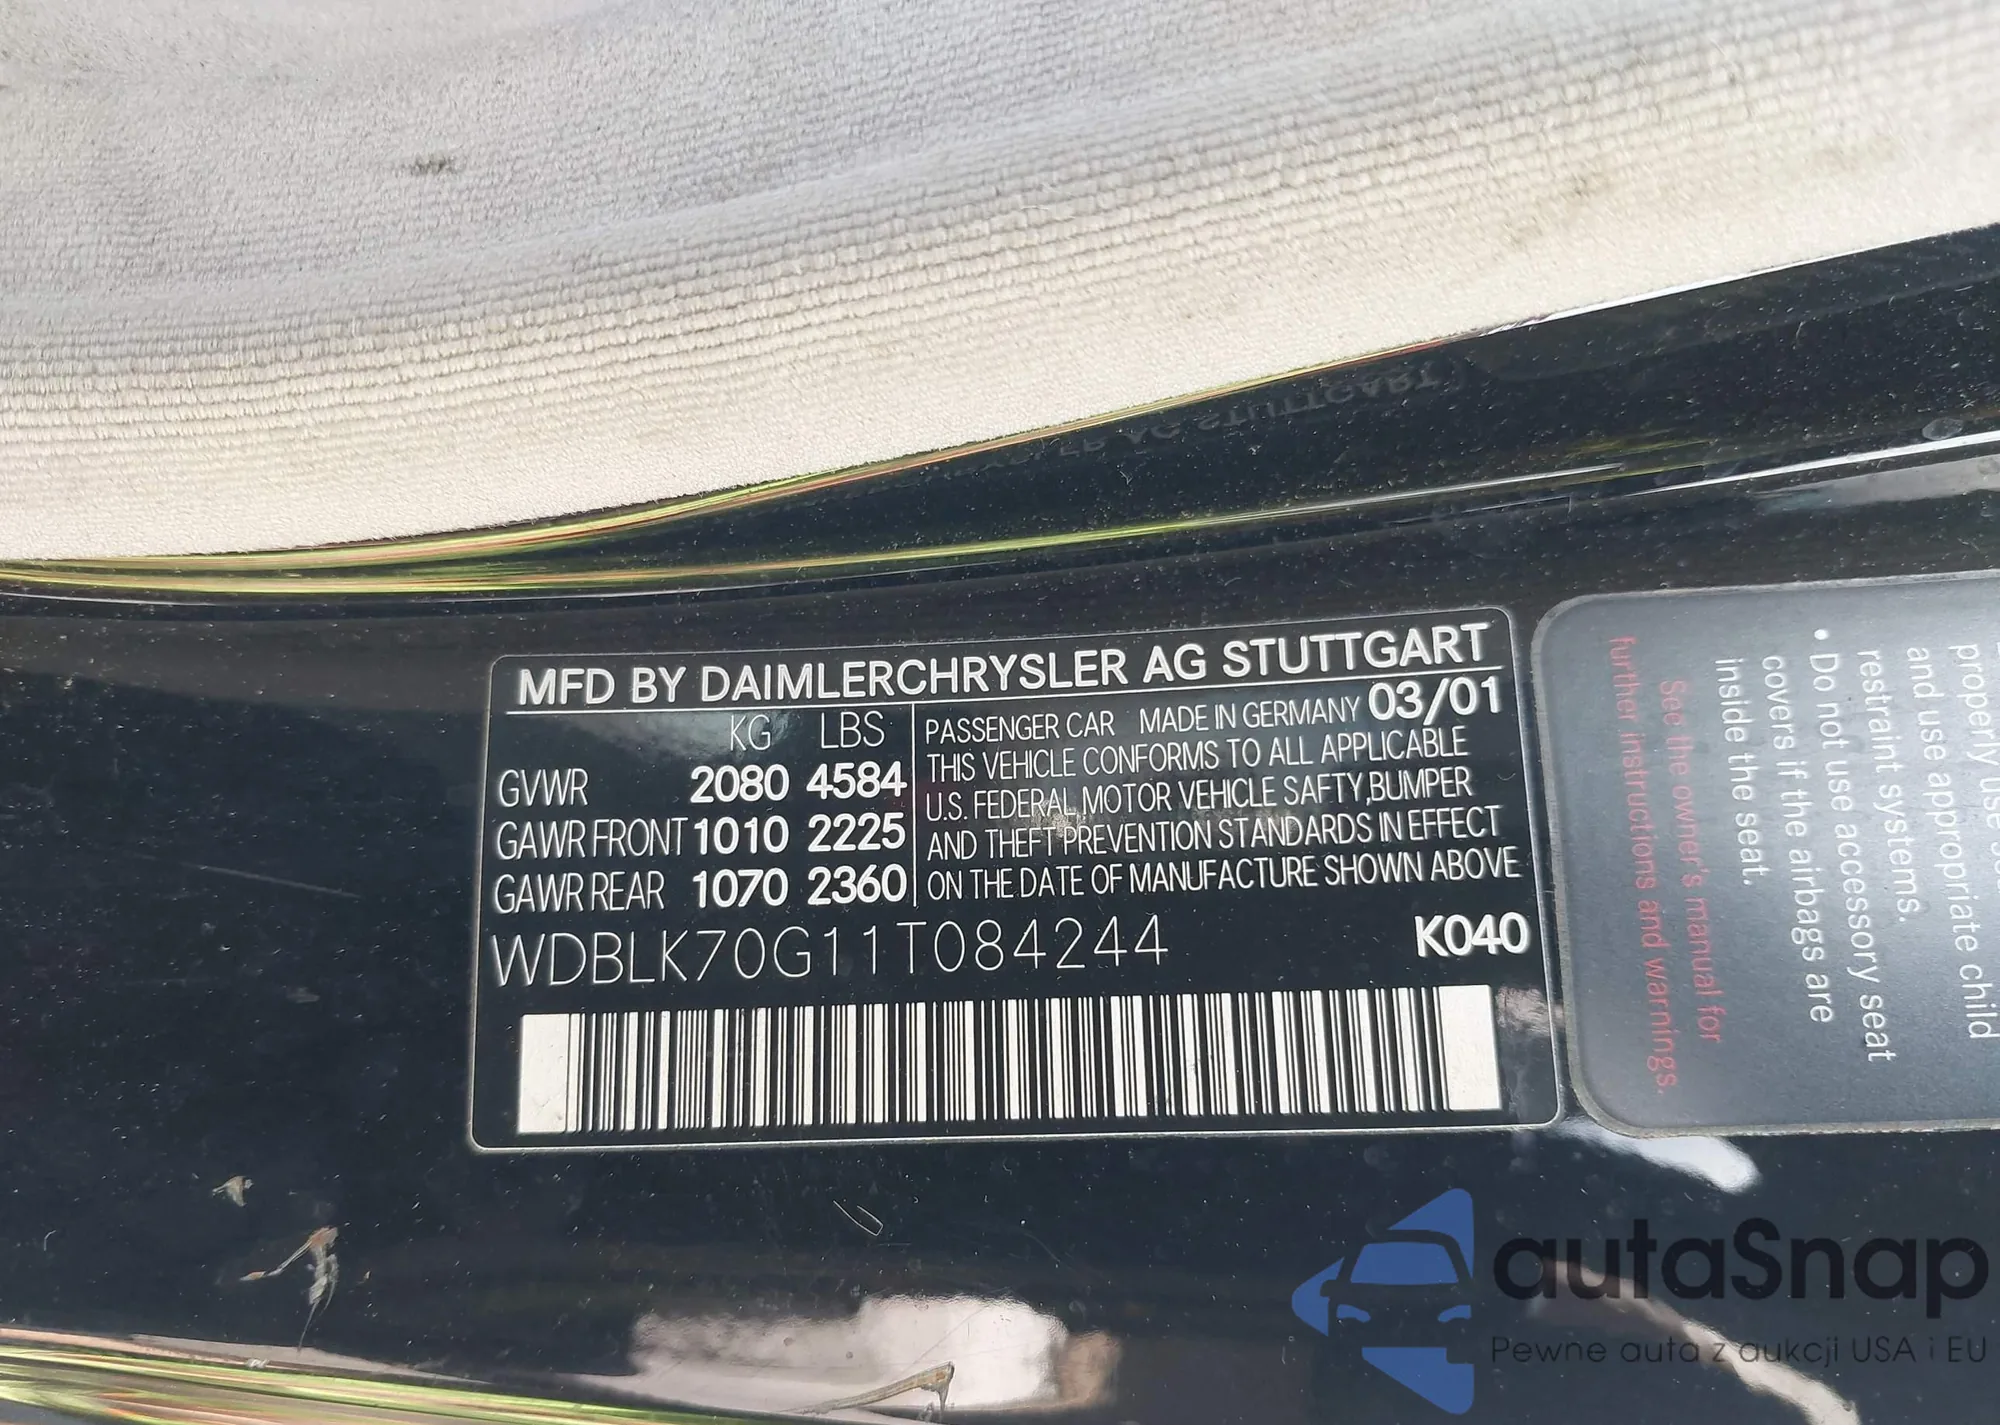 MFD BY DAIMLERCHRYSLER AG STUTTGART
KG LBS
GVWR 2080 4584
GAWR FRONT 1010 2225
GAWR REAR 1070 2360
PASSENGER CAR MADE IN GERMANY 03/01
THIS VEHICLE CONFORMS TO ALL APPLICABLE
U.S. FEDERAL MOTOR VEHICLE SAFTY,BUMPER
AND THEFT PREVENTION STANDARDS IN EFFECT
ON THE DATE OF MANUFACTURE SHOWN ABOVE
WDBLK70G11T084244 K040
properly use
and use appropriate child
restraint systems.
• Do not use accessory seat
covers if the airbags are
inside the seat.
See the owner's manual for
further instructions and warnings.
autaSnap
Pewne auta z aukcji USA i EU